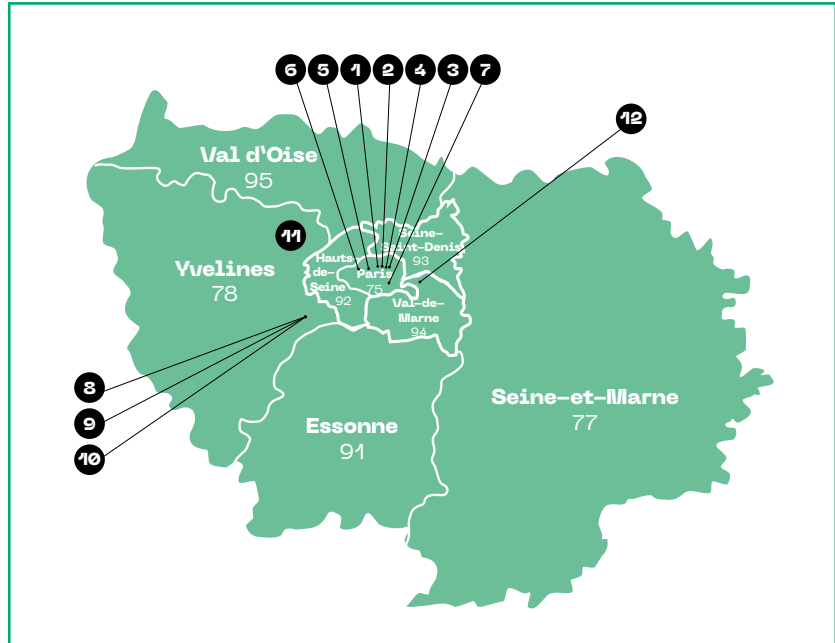 6 5 1 2 4 3 7
12
Val d'Oise
95
11
Seine-
Saint-Denis
93
Hauts-
de-
Seine
92
Paris
75
Yvelines
78
Val-de-
Marne
94
8
9
10
Seine-et-Marne
77
Essonne
91